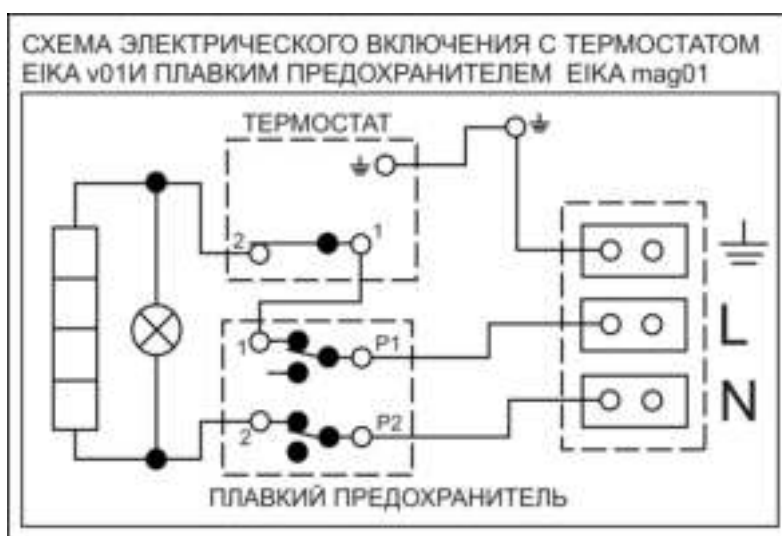 СХЕМА ЭЛЕКТРИЧЕСКОГО ВКЛЮЧЕНИЯ С ТЕРМОСТАТОМ
EIKA v01И ПЛАВКИМ ПРЕДОХРАНИТЕЛЕМ EIKA mag01
ТЕРМОСТАТ
2
1
L
1
P1
N
2
P2
ПЛАВКИЙ ПРЕДОХРАНИТЕЛЬ